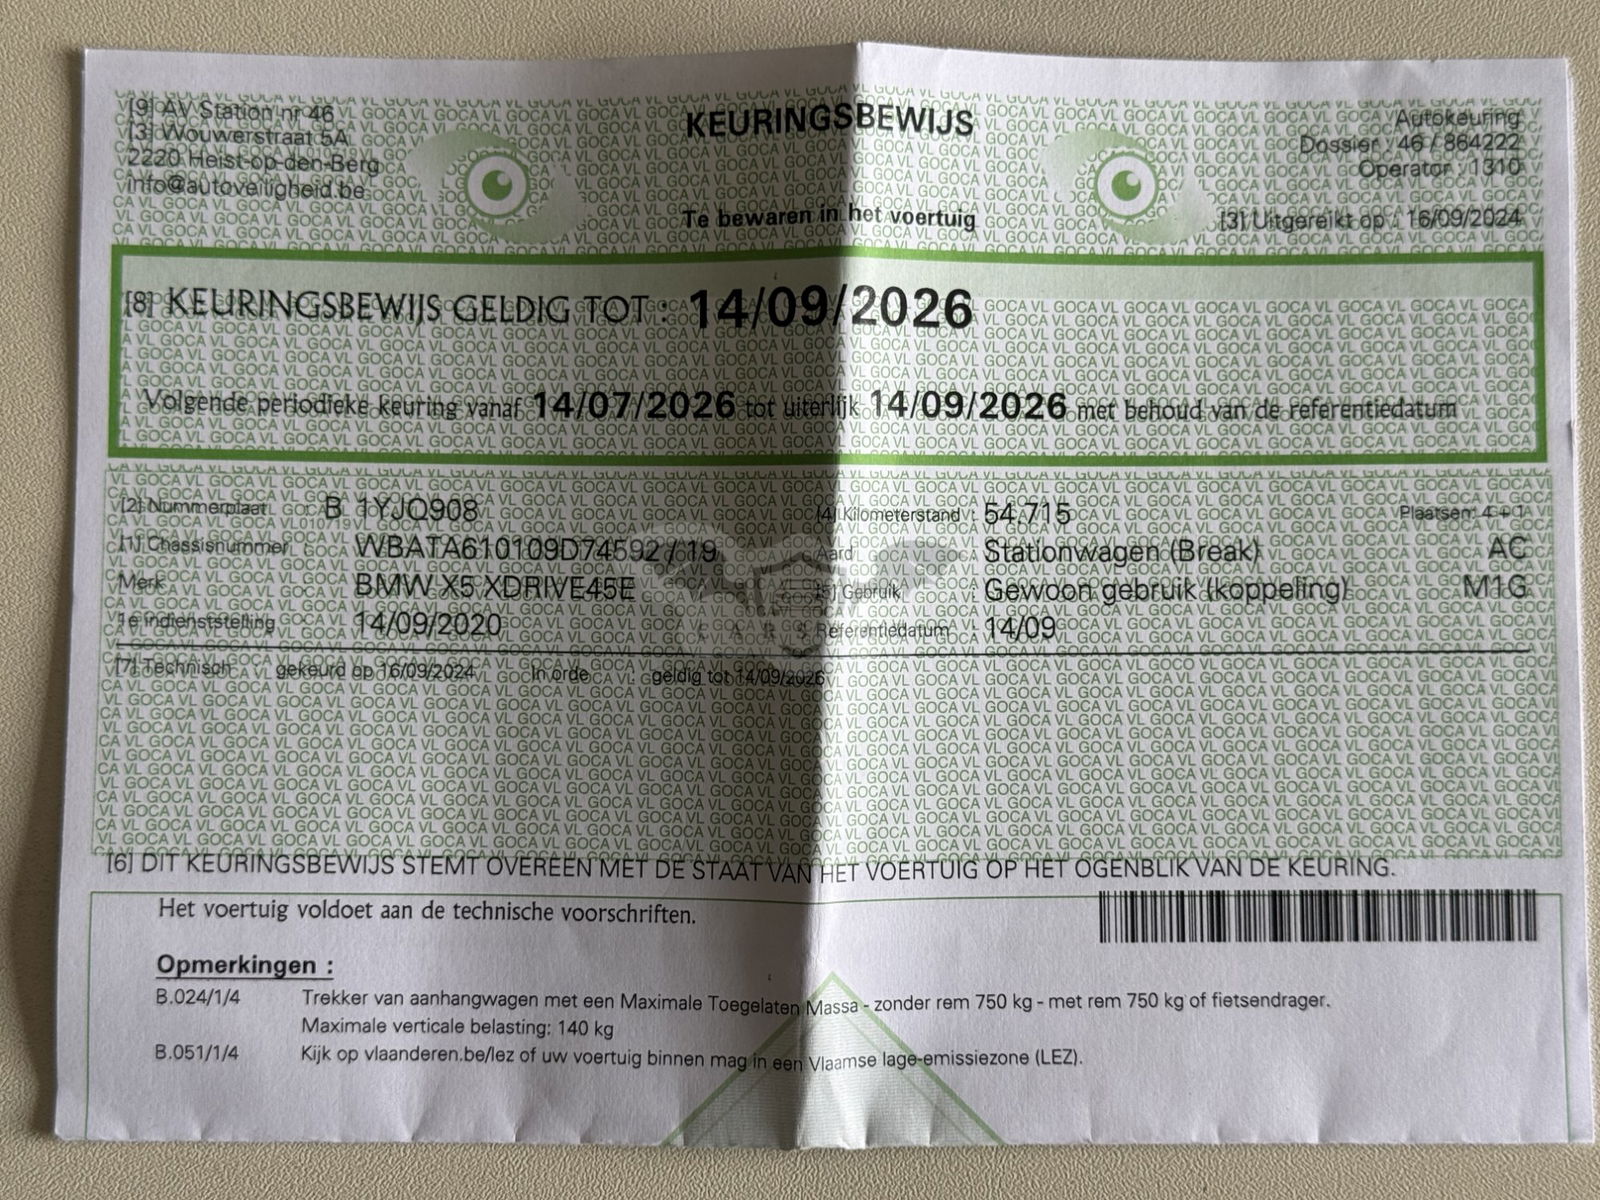 [9] AV Station nr 46
[3] Wouwerstraat 5A
2220 Heist-op-den-Berg
info@autoveiligheid.be
KEURINGSBEWIJS
Te bewaren in het voertuig
Autokeuring
Dossier : 46 / 864222
Operator : 1310
[3] Uitgereikt op : 16/09/2024
[8] KEURINGSBEWIJS GELDIG TOT : 14/09/2026
Volgende periodieke keuring vanaf 14/07/2026 tot uiterlijk 14/09/2026 met behoud van de referentiedatum
[2] Nummerplaat : B 1YJQ908
[4] Kilometerstand : 54.715 Plaatsen: 4 + 1
[1] Chassisnummer : WBATA610109D74592 / 19
Aard : Stationwagen (Break) AC
Merk : BMW X5 XDRIVE45E
[5] Gebruik : Gewoon gebruik (koppeling) M1G
1e indienststelling : 14/09/2020
Referentiedatum : 14/09
CARS
[7] Technisch gekeurd op 16/09/2024 In orde geldig tot 14/09/2026
[6] DIT KEURINGSBEWIJS STEMT OVEREEN MET DE STAAT VAN HET VOERTUIG OP HET OGENBLIK VAN DE KEURING.
Het voertuig voldoet aan de technische voorschriften.
Opmerkingen :
B.024/1/4 Trekker van aanhangwagen met een Maximale Toegelaten Massa - zonder rem 750 kg - met rem 750 kg of fietsendrager.
Maximale verticale belasting: 140 kg
B.051/1/4 Kijk op vlaanderen.be/lez of uw voertuig binnen mag in een Vlaamse lage-emissiezone (LEZ).